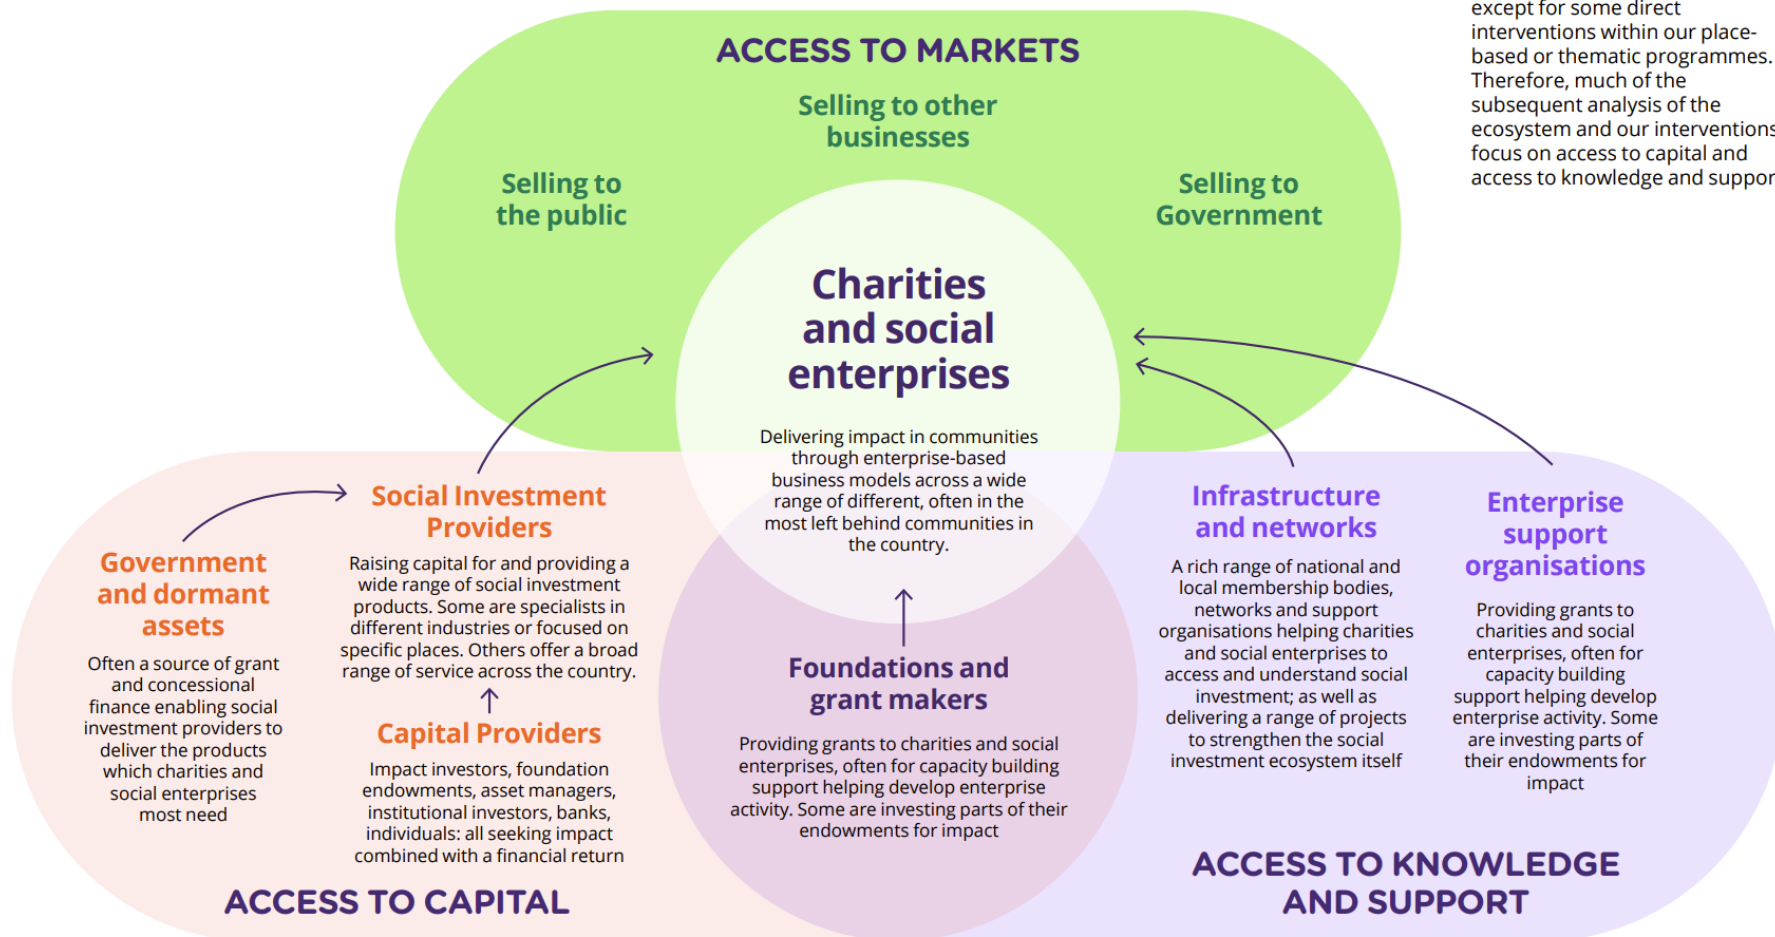 except for some direct
interventions within our place-
based or thematic programmes.
Therefore, much of the
subsequent analysis of the
ecosystem and our interventions
focus on access to capital and
access to knowledge and suppor
ACCESS TO MARKETS
Selling to other
businesses
Selling to
the public
Selling to
Government
Charities
and social
enterprises
Delivering impact in communities
through enterprise-based
business models across a wide
range of different, often in the
most left behind communities in
the country.
Government
and dormant
assets
Often a source of grant
and concessional
finance enabling social
investment providers to
deliver the products
which charities and
social enterprises
most need
Social Investment
Providers
Raising capital for and providing a
wide range of social investment
products. Some are specialists in
different industries or focused on
specific places. Others offer a broad
range of service across the country.
Capital Providers
Impact investors, foundation
endowments, asset managers,
institutional investors, banks,
individuals: all seeking impact
combined with a financial return
ACCESS TO CAPITAL
Foundations and
grant makers
Providing grants to charities and social
enterprises, often for capacity building
support helping develop enterprise
activity. Some are investing parts of their
endowments for impact
Infrastructure
and networks
A rich range of national and
local membership bodies,
networks and support
organisations helping charities
and social enterprises to
access and understand social
investment; as well as
delivering a range of projects
to strengthen the social
investment ecosystem itself
Enterprise
support
organisations
Providing grants to
charities and social
enterprises, often for
capacity building
support helping develop
enterprise activity. Some
are investing parts of
their endowments for
impact
ACCESS TO KNOWLEDGE
AND SUPPORT